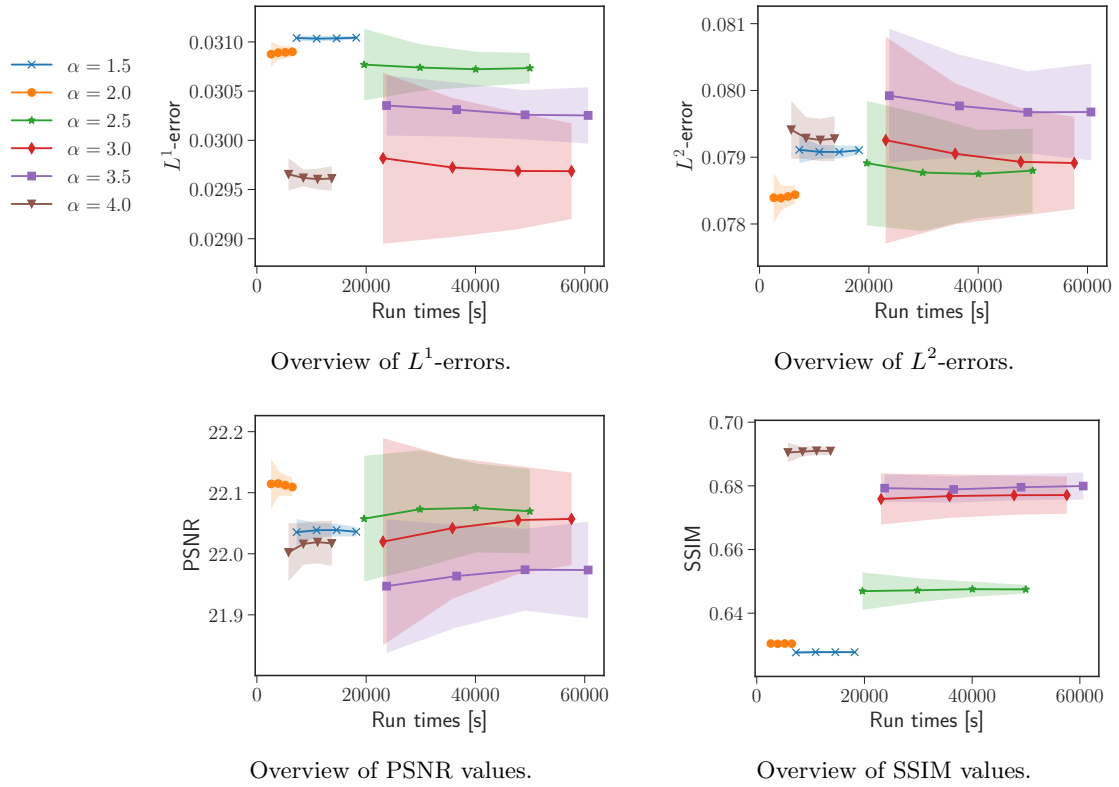 α = 1.5
α = 2.0
α = 2.5
α = 3.0
α = 3.5
α = 4.0
0.0310
0.0305
0.0300
0.0295
0.0290
L¹-error
0 20000 40000 60000
Run times [s]
Overview of L¹-errors.
0.081
0.080
0.079
0.078
L²-error
0 20000 40000 60000
Run times [s]
Overview of L²-errors.
22.2
22.1
22.0
21.9
PSNR
0 20000 40000 60000
Run times [s]
Overview of PSNR values.
0.70
0.68
0.66
0.64
SSIM
0 20000 40000 60000
Run times [s]
Overview of SSIM values.